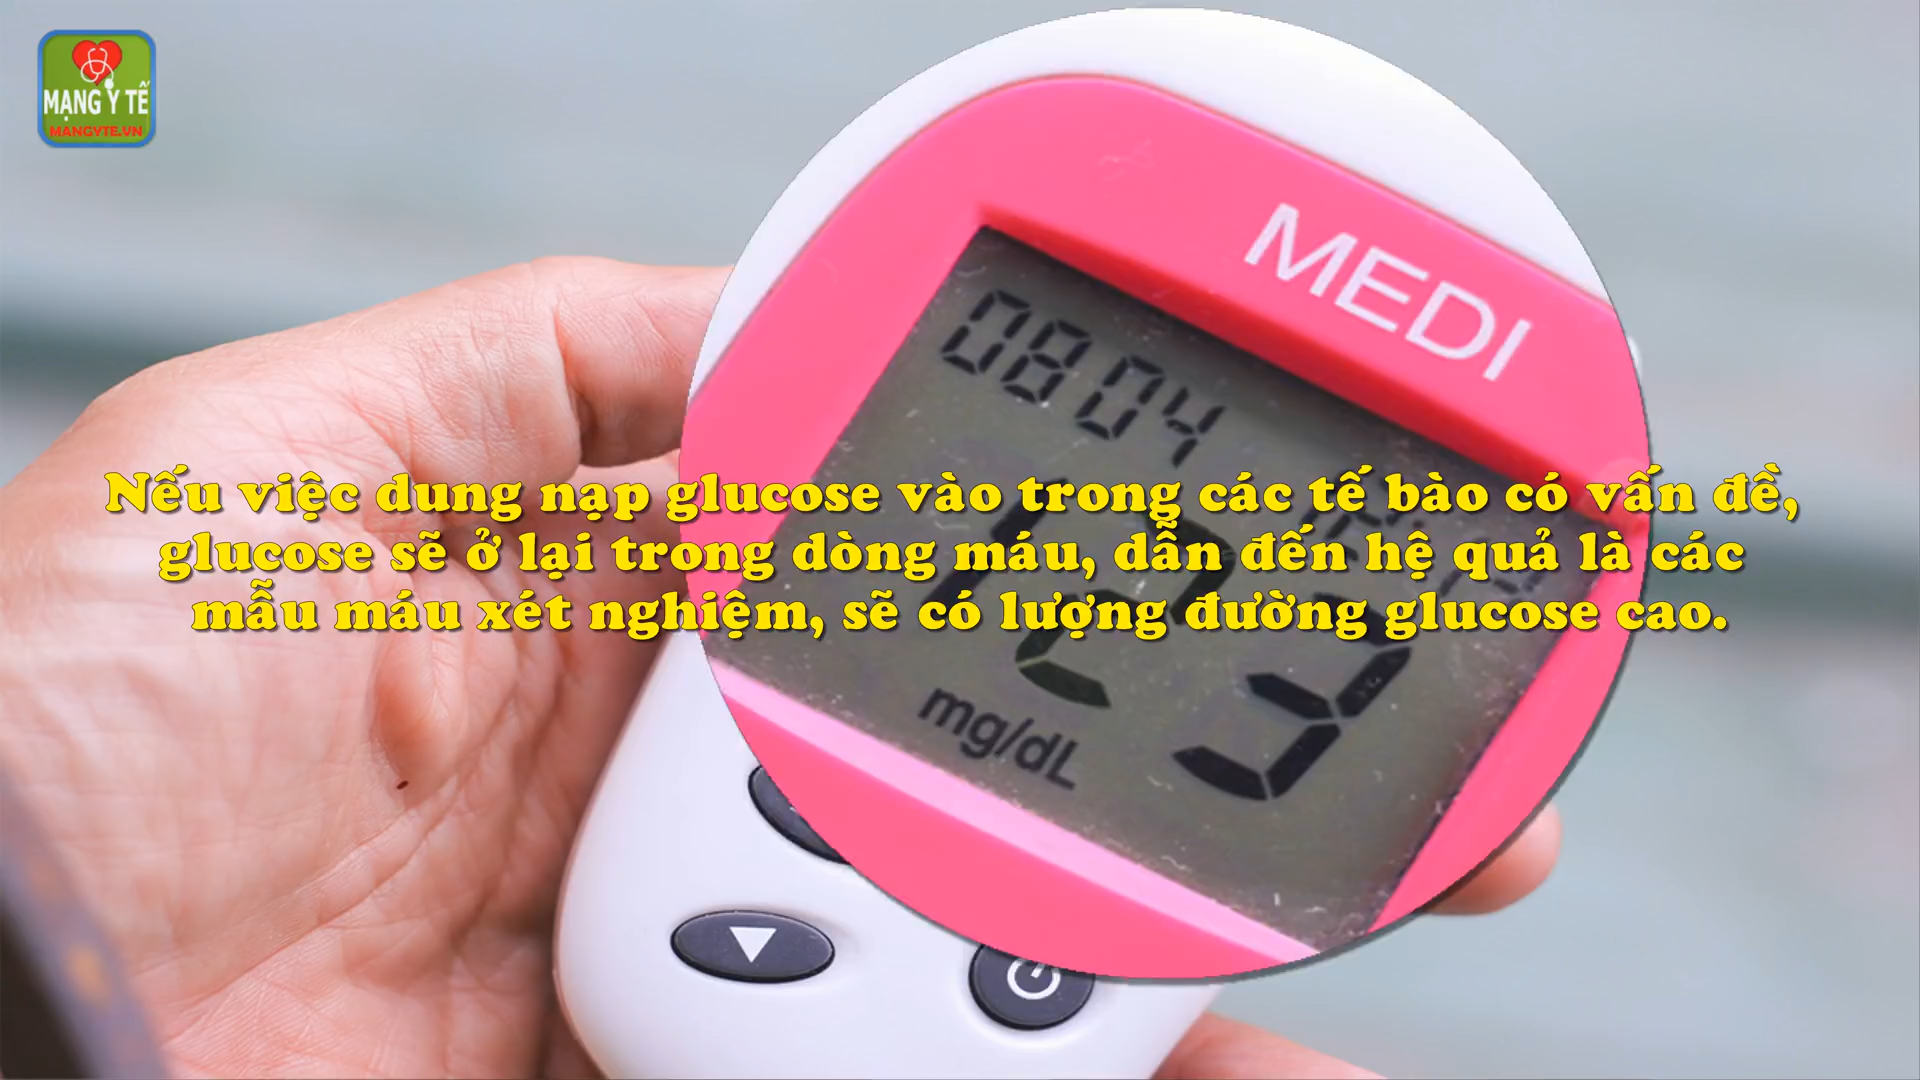 MẠNG Y TẾ
MANGYTE.VN
MEDI
0804
Nếu việc dung nạp glucose vào trong các tế bào có vấn đề,
glucose sẽ ở lại trong dòng máu, dẫn đến hệ quả là các
mẫu máu xét nghiệm, sẽ có lượng đường glucose cao.
123
mg/dL